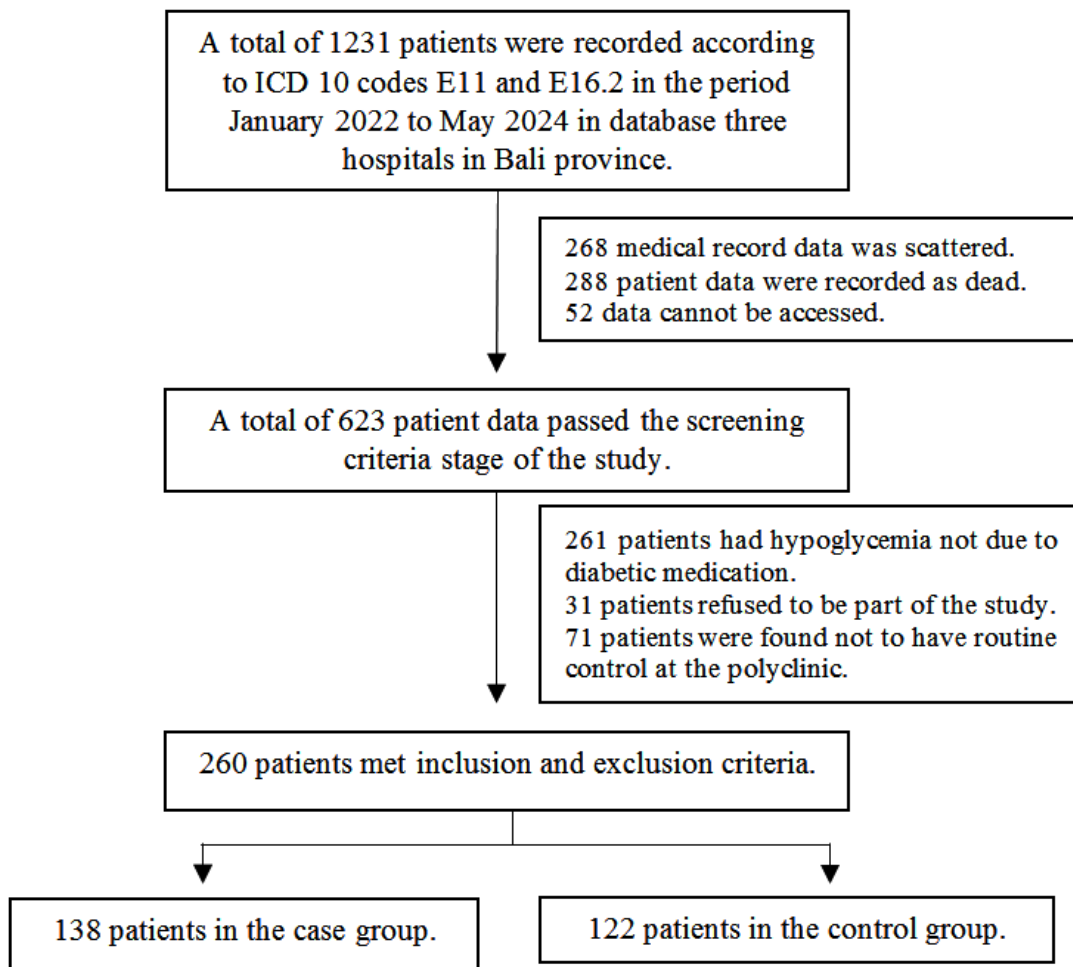 A total of 1231 patients were recorded according
to ICD 10 codes E11 and E16.2 in the period
January 2022 to May 2024 in database three
hospitals in Bali province.
268 medical record data was scattered.
288 patient data were recorded as dead.
52 data cannot be accessed.
A total of 623 patient data passed the screening
criteria stage of the study.
261 patients had hypoglycemia not due to
diabetic medication.
31 patients refused to be part of the study.
71 patients were found not to have routine
control at the polyclinic.
260 patients met inclusion and exclusion criteria.
138 patients in the case group.
122 patients in the control group.